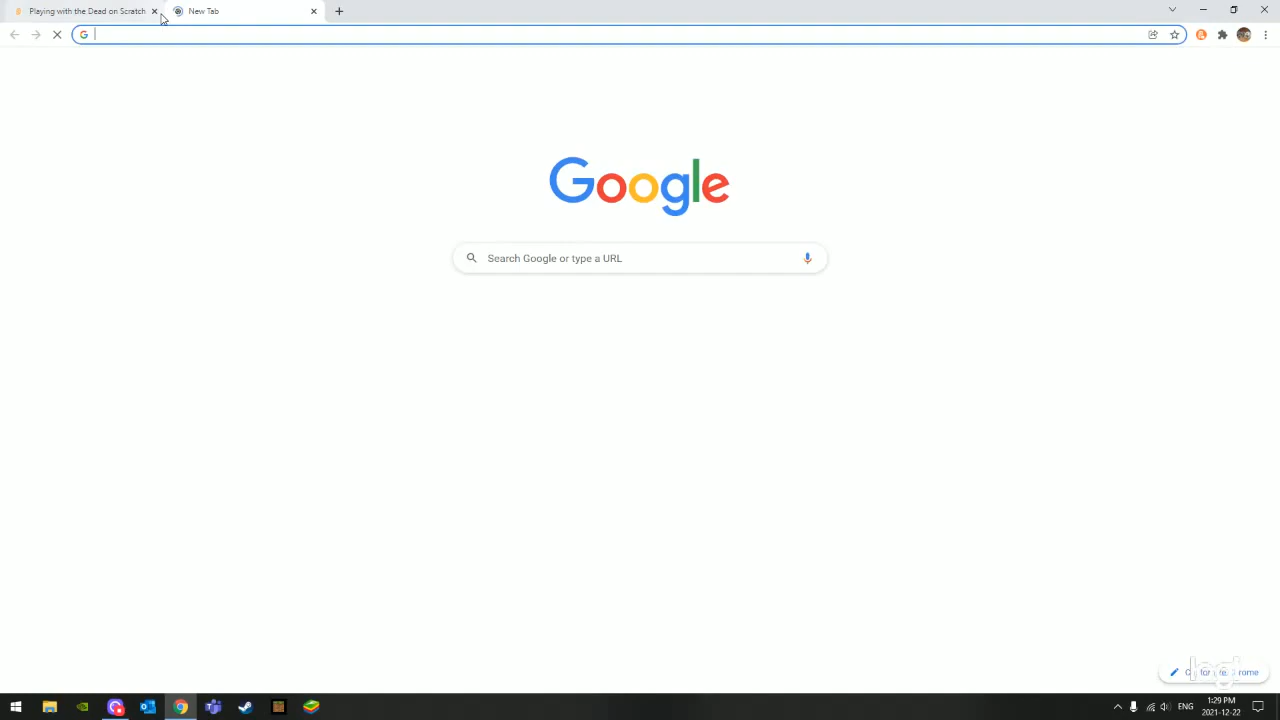 Playing with the Dead on Scratch
New Tab
Google
Search Google or type a URL
ENG
1:29 PM
2021-12-22